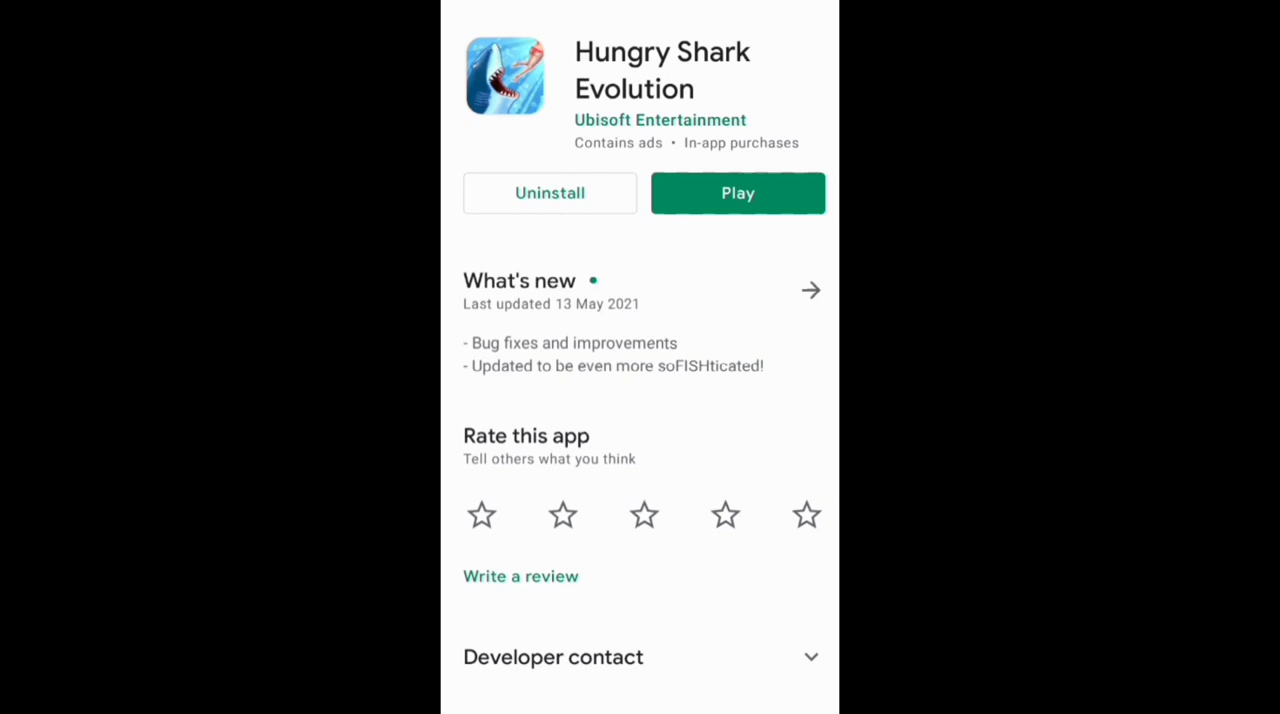 Hungry Shark
Evolution
Ubisoft Entertainment
Contains ads • In-app purchases
Uninstall
Play
What's new •
Last updated 13 May 2021
- Bug fixes and improvements
- Updated to be even more soFISHticated!
Rate this app
Tell others what you think
Write a review
Developer contact